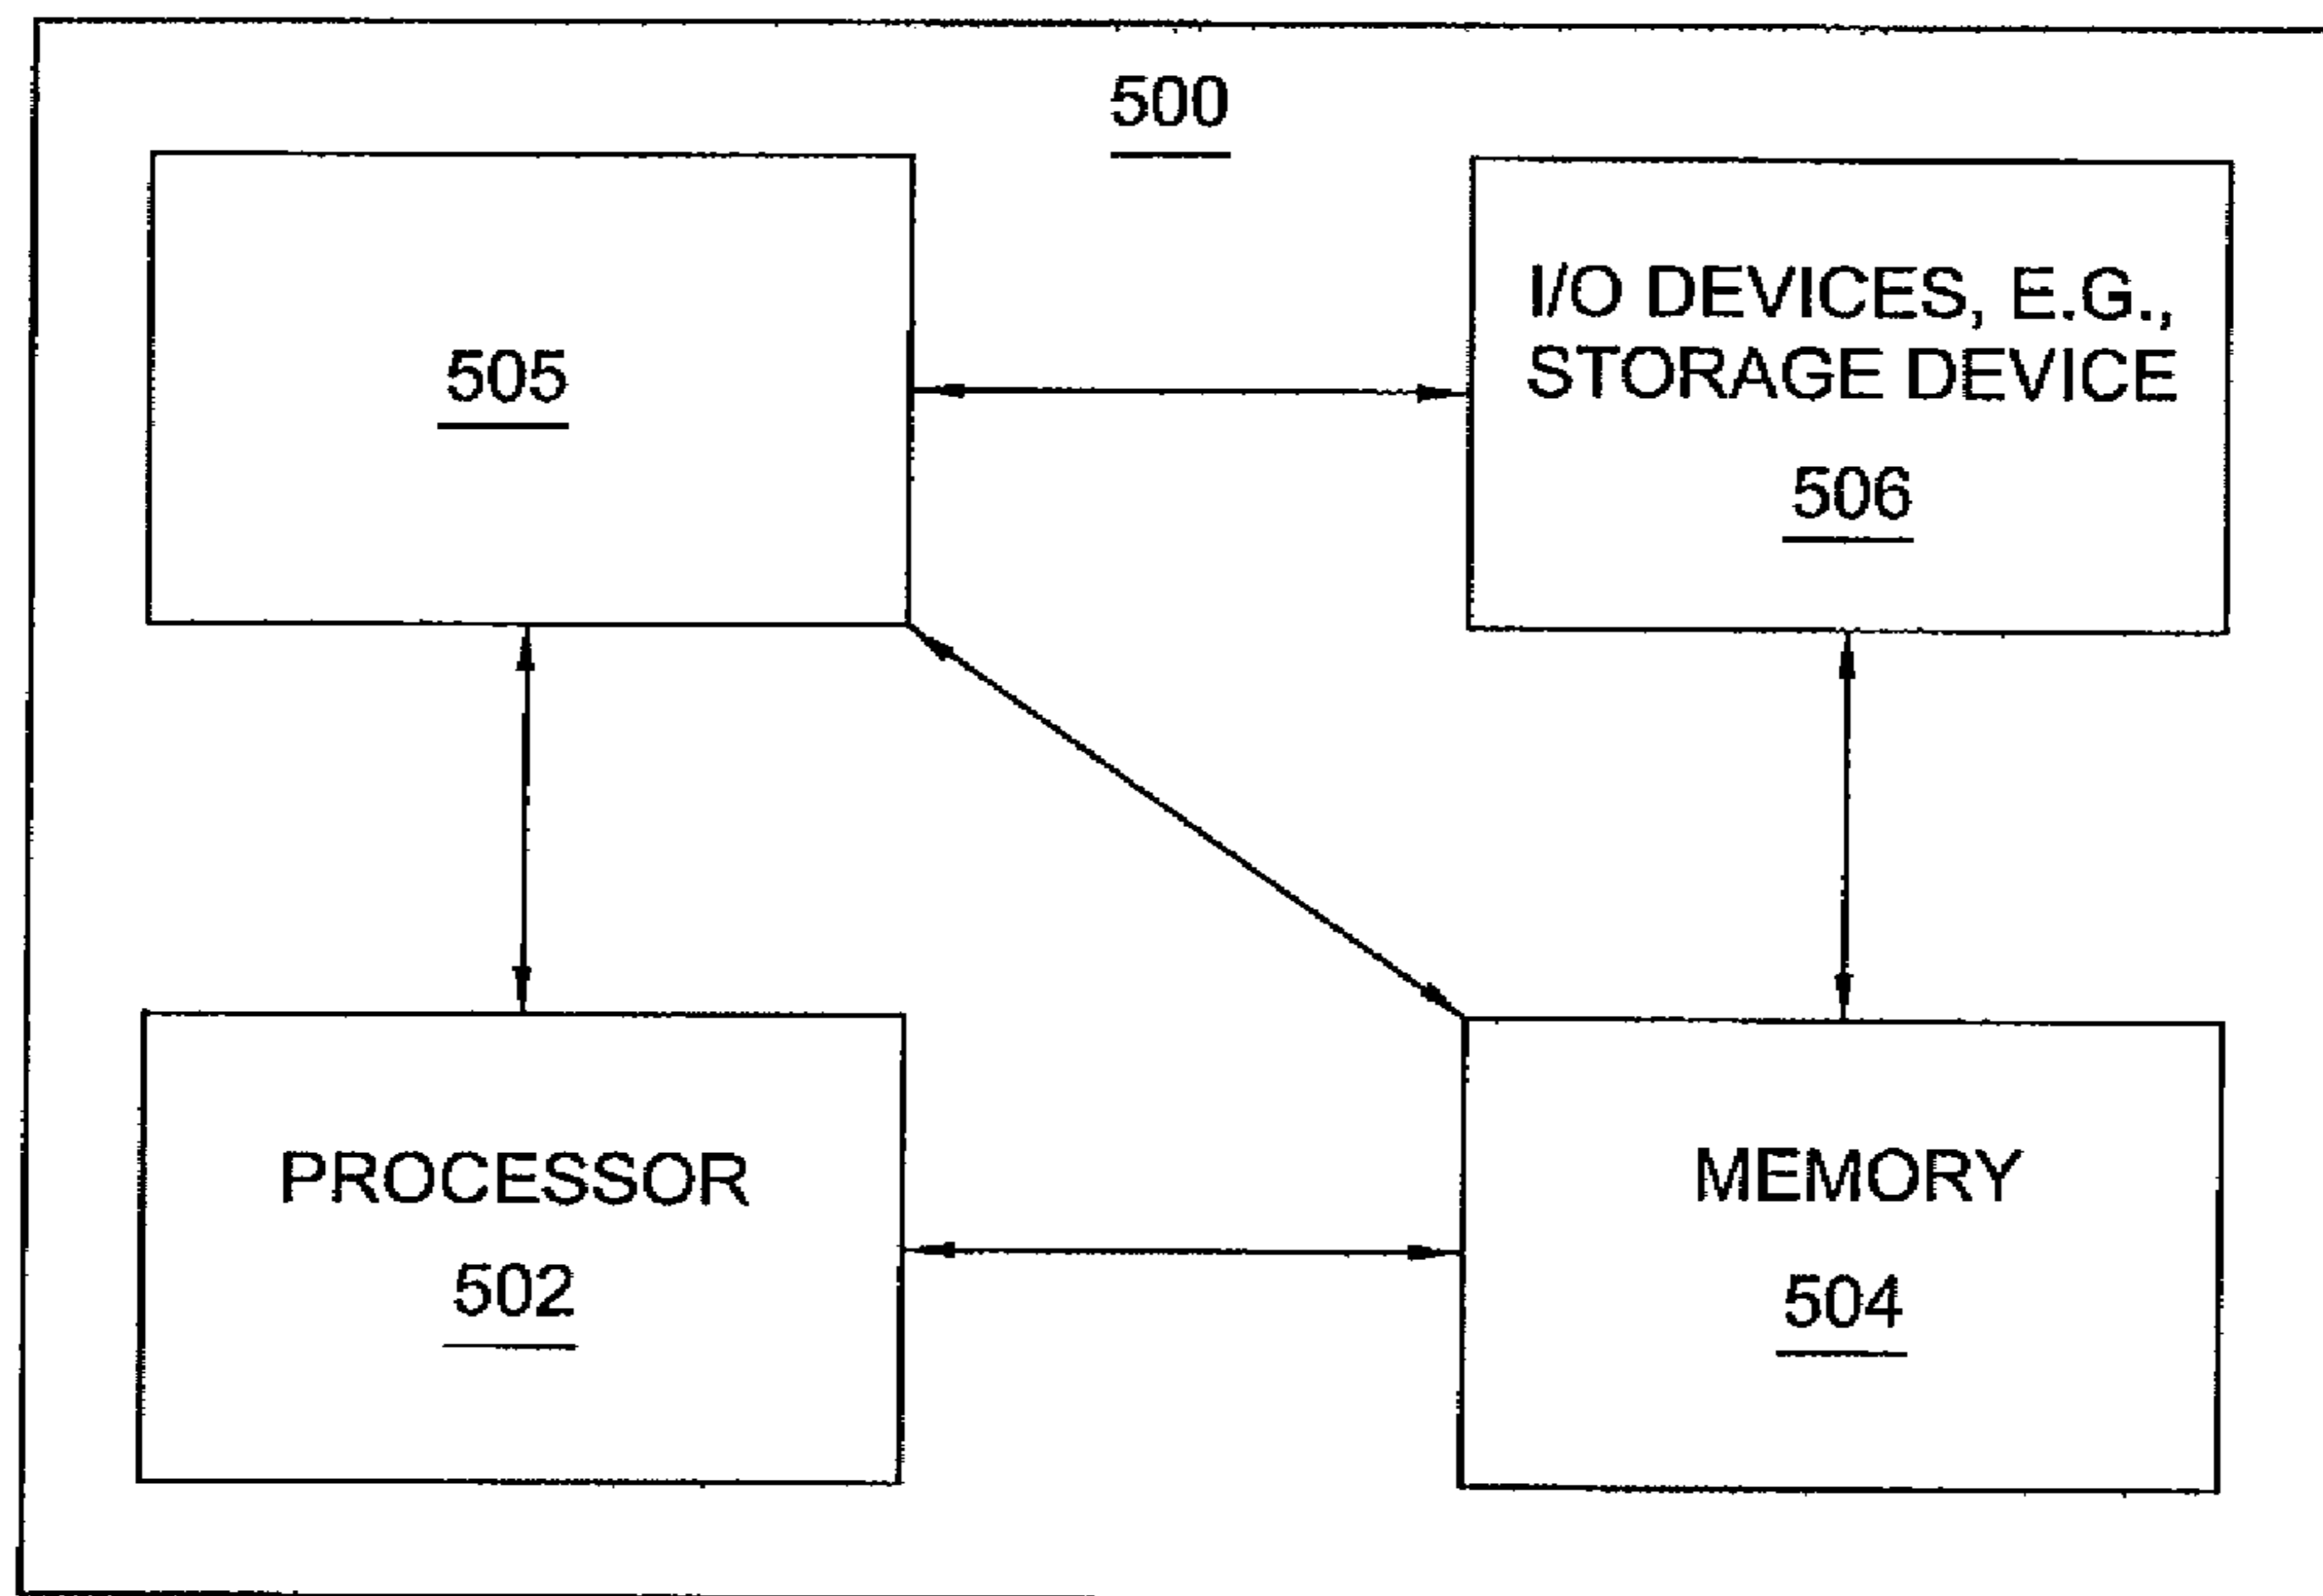 500
505
I/O DEVICES, E.G.,
STORAGE DEVICE
506
PROCESSOR
502
MEMORY
504